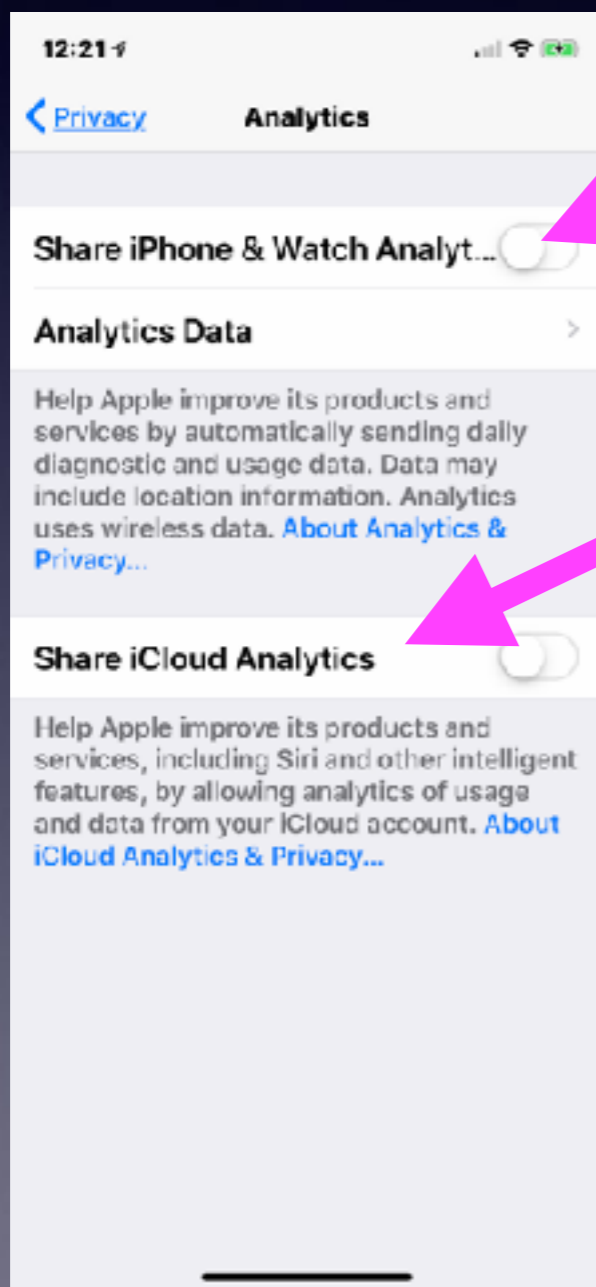 12:21
Privacy
Analytics
Share iPhone & Watch Analyt...
Analytics Data
Help Apple improve its products and
services by automatically sending daily
diagnostic and usage data. Data may
include location information. Analytics
uses wireless data. About Analytics &
Privacy...
Share iCloud Analytics
Help Apple improve its products and
services, including Siri and other intelligent
features, by allowing analytics of usage
and data from your iCloud account. About
iCloud Analytics & Privacy...